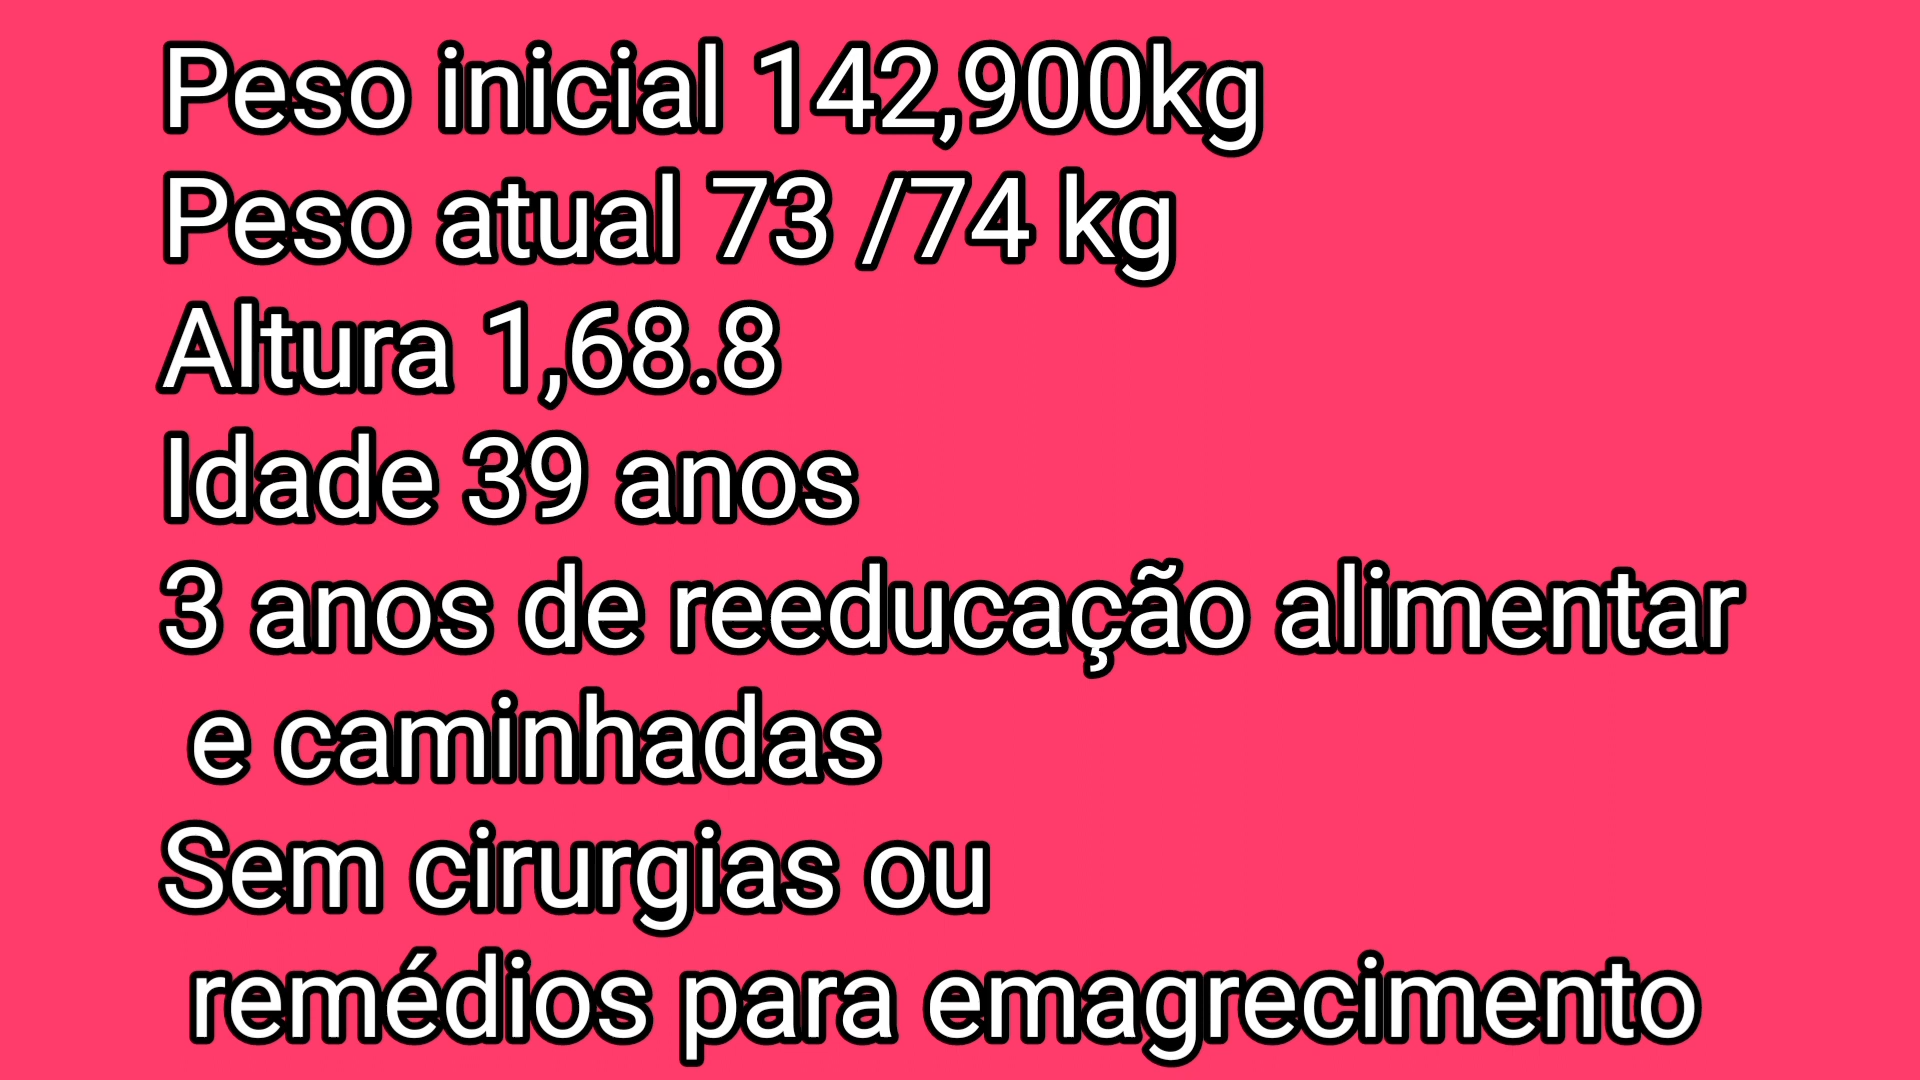 Peso inicial 142,900kg
Peso atual 73 /74 kg
Altura 1,68.8
Idade 39 anos
3 anos de reeducação alimentar
e caminhadas
Sem cirurgias ou
remédios para emagrecimento